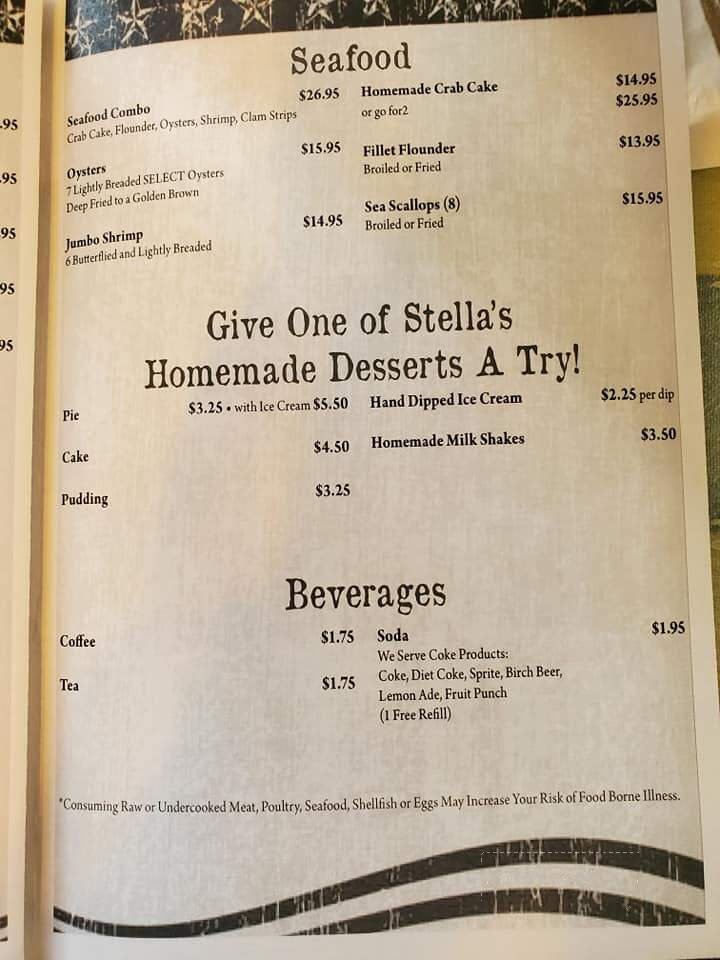 .95
.95
95
95
95
Seafood
Seafood Combo $26.95
Crab Cake, Flounder, Oysters, Shrimp, Clam Strips
Oysters $15.95
7 Lightly Breaded SELECT Oysters
Deep Fried to a Golden Brown
Jumbo Shrimp $14.95
6 Butterflied and Lightly Breaded
Homemade Crab Cake $14.95
or go for2 $25.95
Fillet Flounder $13.95
Broiled or Fried
Sea Scallops (8) $15.95
Broiled or Fried
Give One of Stella's
Homemade Desserts A Try!
Pie $3.25 • with Ice Cream $5.50
Cake $4.50
Pudding $3.25
Hand Dipped Ice Cream $2.25 per dip
Homemade Milk Shakes $3.50
Beverages
Coffee $1.75
Tea $1.75
Soda $1.95
We Serve Coke Products:
Coke, Diet Coke, Sprite, Birch Beer,
Lemon Ade, Fruit Punch
(1 Free Refill)
*Consuming Raw or Undercooked Meat, Poultry, Seafood, Shellfish or Eggs May Increase Your Risk of Food Borne Illness.